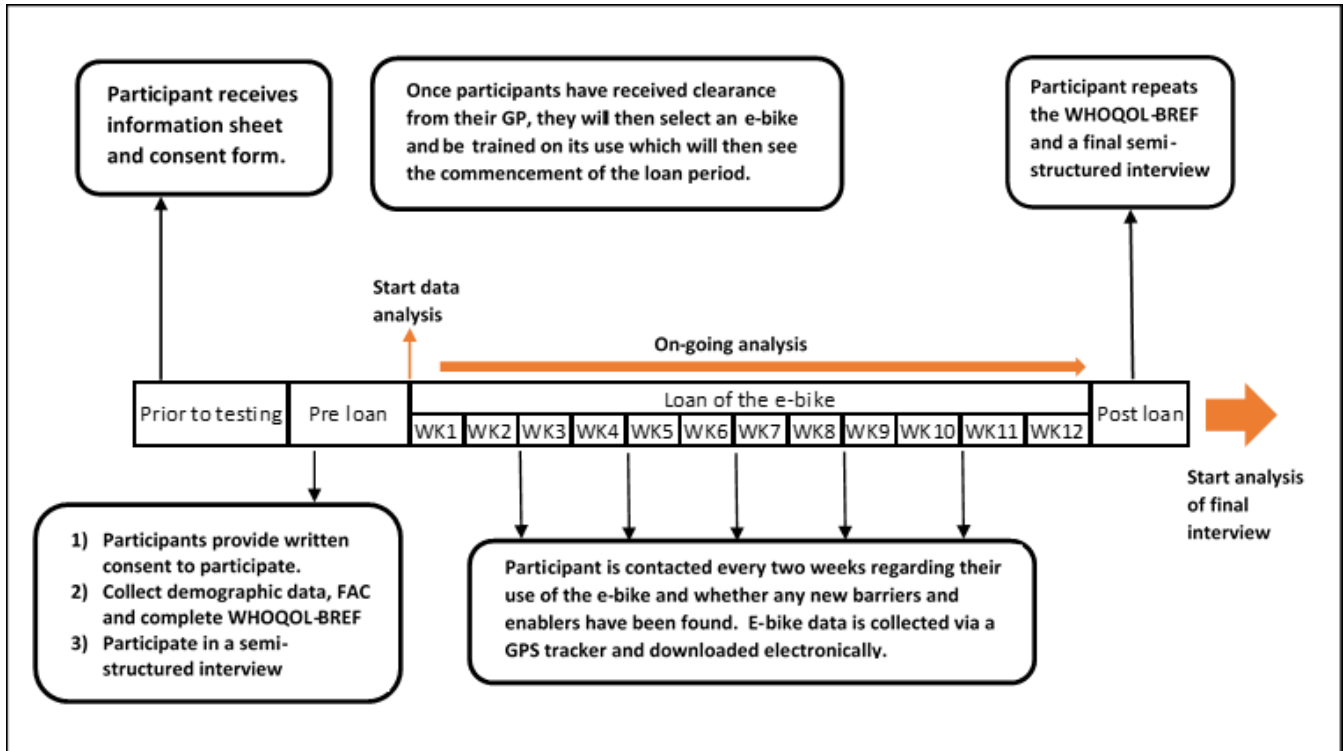 Participant receives
information sheet
and consent form.
Once participants have received clearance
from their GP, they will then select an e-bike
and be trained on its use which will then see
the commencement of the loan period.
Participant repeats
the WHOQOL-BREF
and a final semi-
structured interview
Start data
analysis
On-going analysis
Prior to testing
Pre loan
Loan of the e-bike
WK1 WK2 WK3 WK4 WK5 WK6 WK7 WK8 WK9 WK10 WK11 WK12
Post loan
Start analysis
of final
interview
1) Participants provide written
consent to participate.
2) Collect demographic data, FAC
and complete WHOQOL-BREF
3) Participate in a semi-
structured interview
Participant is contacted every two weeks regarding their
use of the e-bike and whether any new barriers and
enablers have been found. E-bike data is collected via a
GPS tracker and downloaded electronically.